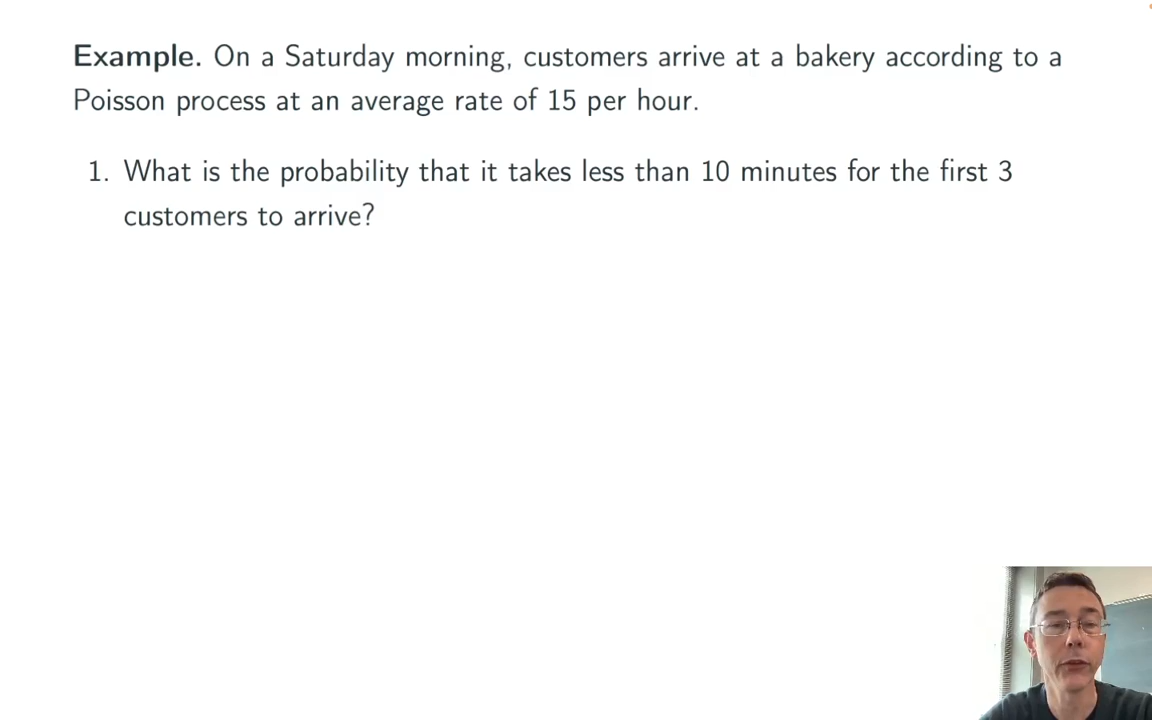 Example. On a Saturday morning, customers arrive at a bakery according to a
Poisson process at an average rate of 15 per hour.
1. What is the probability that it takes less than 10 minutes for the first 3
customers to arrive?